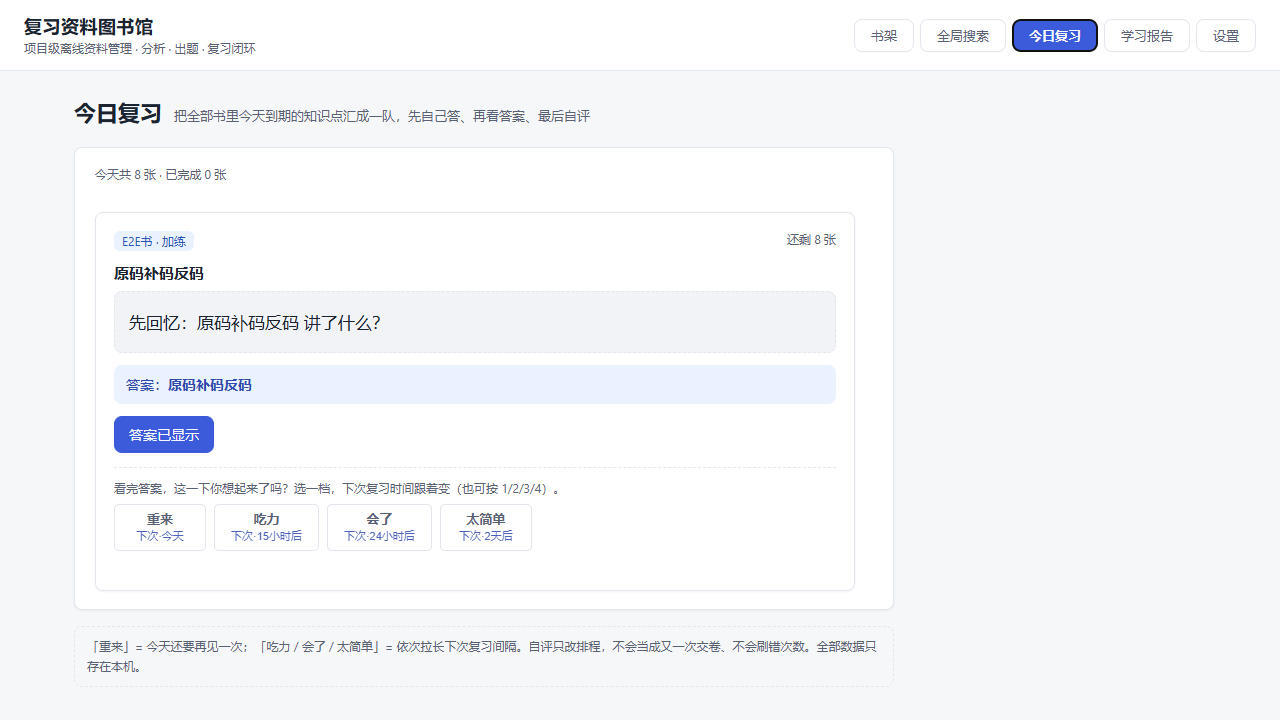 复习资料图书馆
项目级离线资料管理 · 分析 · 出题 · 复习闭环
书架
全局搜索
今日复习
学习报告
设置
今日复习 把全部书里今天到期的知识点汇成一队，先自己答、再看答案、最后自评
今天共 8 张 · 已完成 0 张
E2E书 · 加练
还剩 8 张
原码补码反码
先回忆：原码补码反码 讲了什么？
答案：原码补码反码
答案已显示
看完答案，这一下你想起来了吗？选一档，下次复习时间跟着变（也可按 1/2/3/4）。
重来
下次·今天
吃力
下次·15小时后
会了
下次·24小时后
太简单
下次·2天后
「重来」= 今天还要再见一次；「吃力 / 会了 / 太简单」= 依次拉长下次复习间隔。自评只改排程，不会当成又一次交卷、不会刷错次数。全部数据只
存在本机。